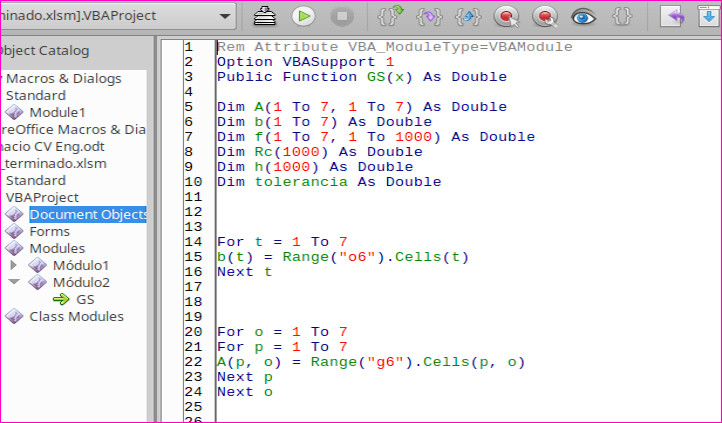 minado.xlsm].VBAProject
Object Catalog
Macros & Dialogs
Standard
Module1
reOffice Macros & Dia
nacio CV Eng.odt
_terminado.xlsm
Standard
VBAProject
Document Objects
Forms
Modules
Módulo1
Módulo2
GS
Class Modules
1 Rem Attribute VBA_ModuleType=VBAModule
2 Option VBASupport 1
3 Public Function GS(x) As Double
4
5 Dim A(1 To 7, 1 To 7) As Double
6 Dim b(1 To 7) As Double
7 Dim f(1 To 7, 1 To 1000) As Double
8 Dim Rc(1000) As Double
9 Dim h(1000) As Double
10 Dim tolerancia As Double
11
12
13
14 For t = 1 To 7
15 b(t) = Range("o6").Cells(t)
16 Next t
17
18
19
20 For o = 1 To 7
21 For p = 1 To 7
22 A(p, o) = Range("g6").Cells(p, o)
23 Next p
24 Next o
25
26